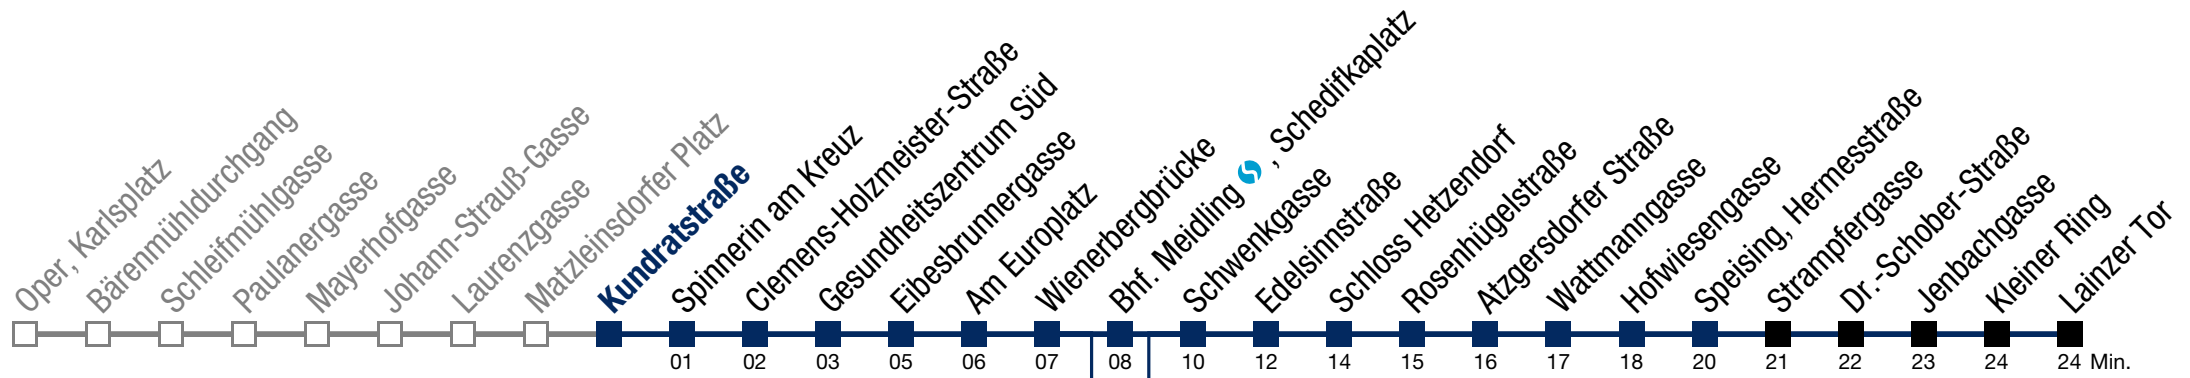 Oper, Karlsplatz
Bärenmühldurchgang
Schleifmühlgasse
Paulanergasse
Mayerhofgasse
Johann-Strauß-Gasse
Laurenzgasse
Matzleinsdorfer Platz
Kundratstraße
Spinnerin am Kreuz
Clemens-Holzmeister-Straße
Gesundheitszentrum Süd
Eibesbrunnergasse
Am Europlatz
Wienerbergbrücke
Bhf. Meidling , Schedifkaplatz
Schwenkgasse
Edelsinnstraße
Schloss Hetzendorf
Rosenhügelstraße
Atzgersdorfer Straße
Wattmanngasse
Hofwiesengasse
Speising, Hermesstraße
Strampfergasse
Dr.-Schober-Straße
Jenbachgasse
Kleiner Ring
Lainzer Tor
01 02 03 05 06 07 08 10 12 14 15 16 17 18 20 21 22 23 24 24 Min.